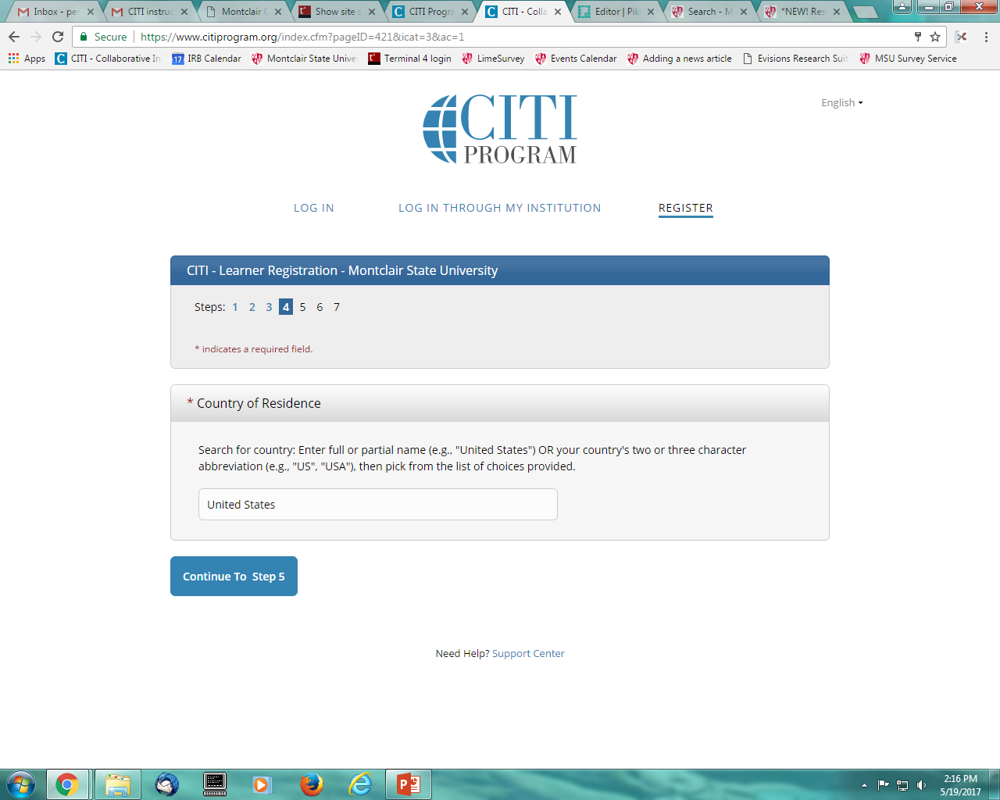 Inbox - pe
CITI instruc
Montclair
Show site
CITI Progra
CITI - Colla
Editor | Pik
Search - M
*NEW! Res
Secure
https://www.citiprogram.org/index.cfm?pageID=421&icat=3&ac=1
Apps
CITI - Collaborative In
IRB Calendar
Montclair State Univer
Terminal 4 login
LimeSurvey
Events Calendar
Adding a news article
Evisions Research Suit
MSU Survey Service
CITI
PROGRAM
English
LOG IN
LOG IN THROUGH MY INSTITUTION
REGISTER
CITI - Learner Registration - Montclair State University
Steps: 1 2 3 4 5 6 7
* indicates a required field.
* Country of Residence
Search for country: Enter full or partial name (e.g., "United States") OR your country's two or three character
abbreviation (e.g., "US", "USA"), then pick from the list of choices provided.
United States
Continue To Step 5
Need Help? Support Center
2:16 PM
5/19/2017